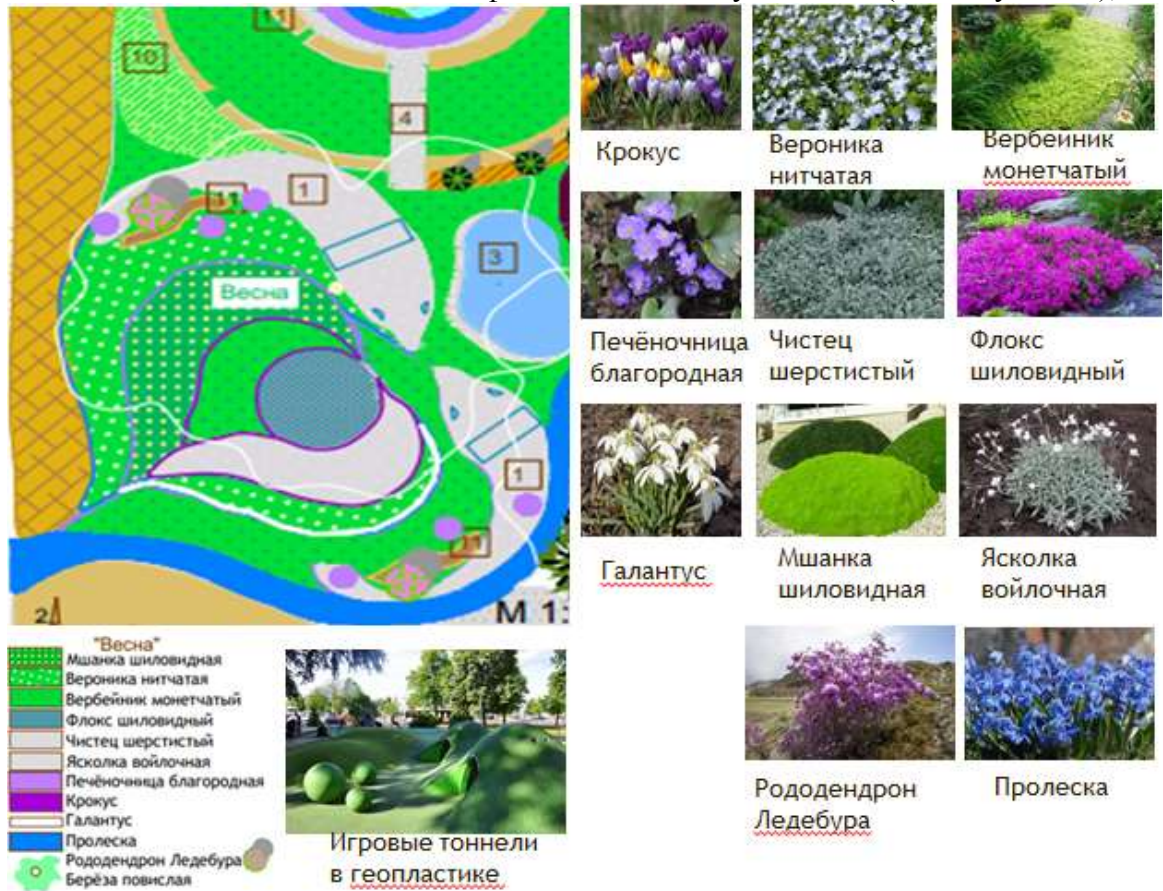 10
11
4
1
11
3
Весна
1
11
2
М 1:
Крокус
Вероника
нитчатая
Вербейник
монетчатый
Печёночница
благородная
Чистец
шерстистый
Флокс
шиловидный
Галантус
Мшанка
шиловидная
Ясколка
войлочная
Рододендрон
Ледебура
Пролеска
"Весна"
Мшанка шиловидная
Вероника нитчатая
Вербейник монетчатый
Флокс шиловидный
Чистец шерстистый
Ясколка войлочная
Печёночница благородная
Крокус
Галантус
Пролеска
Рододендрон Ледебура
Берёза повислая
Игровые тоннели
в геопластике